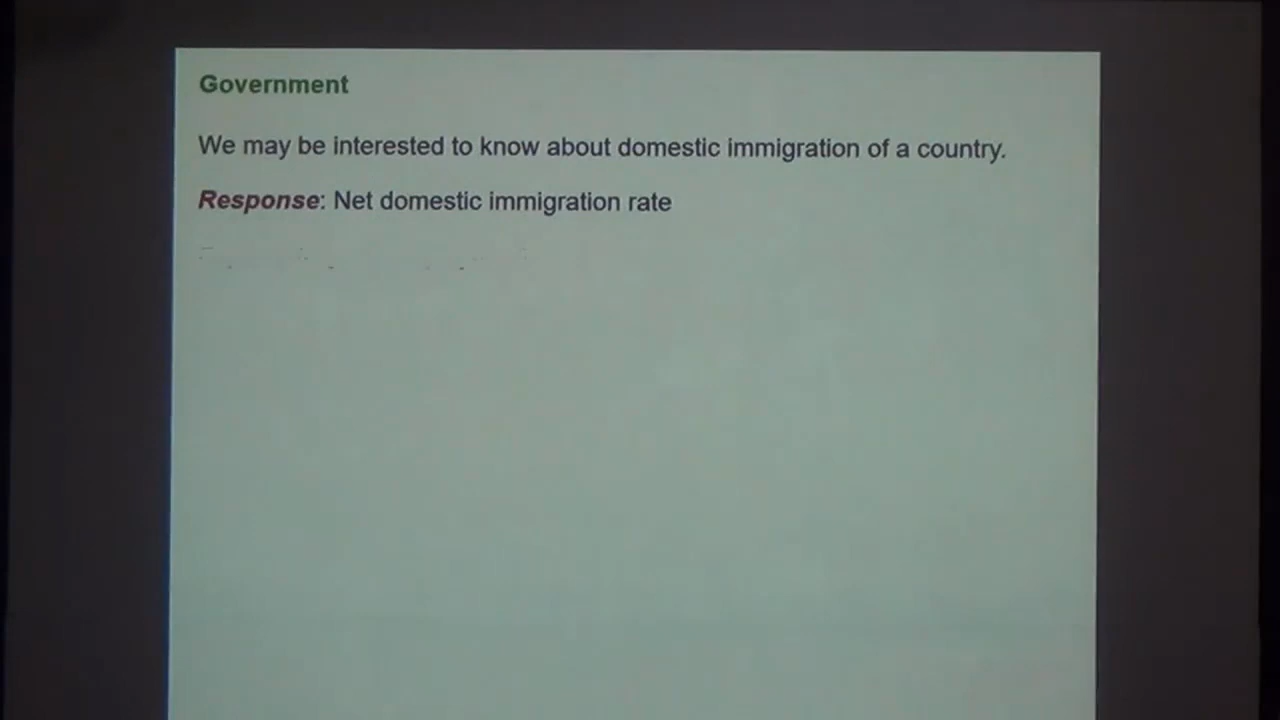 Government
We may be interested to know about domestic immigration of a country.
Response: Net domestic immigration rate